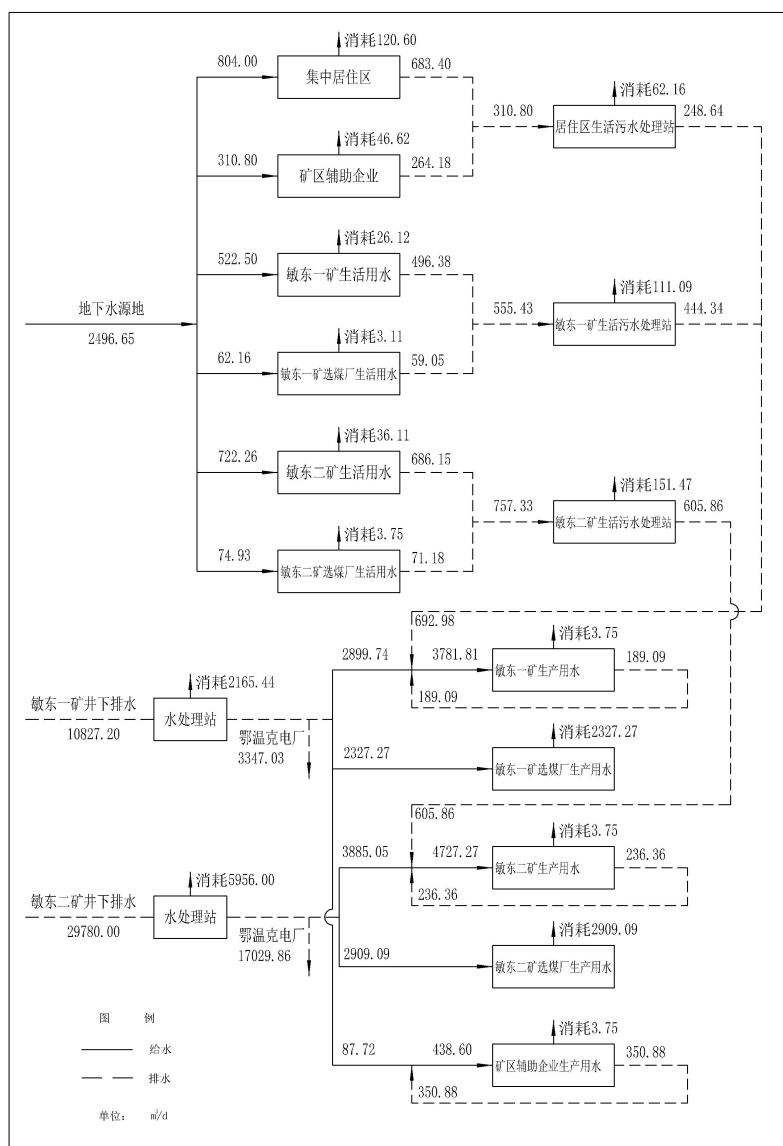 消耗120.60
804.00
集中居住区
683.40
消耗46.62
310.80
矿区辅助企业
264.18
310.80
消耗62.16
居住区生活污水处理站
248.64
消耗26.12
522.50
敏东一矿生活用水
496.38
地下水源地
2496.65
消耗3.11
62.16
敏东一矿选煤厂生活用水
59.05
555.43
消耗111.09
敏东一矿生活污水处理站
444.34
消耗36.11
722.26
敏东二矿生活用水
686.15
消耗3.75
74.93
敏东二矿选煤厂生活用水
71.18
757.33
消耗151.47
敏东二矿生活污水处理站
605.86
692.98
消耗3.75
2899.74
3781.81
敏东一矿生产用水
189.09
189.09
敏东一矿井下排水
10827.20
消耗2165.44
水处理站
鄂温克电厂
3347.03
消耗2327.27
2327.27
敏东一矿选煤厂生产用水
605.86
消耗3.75
3885.05
4727.27
敏东二矿生产用水
236.36
236.36
敏东二矿井下排水
29780.00
消耗5956.00
水处理站
鄂温克电厂
17029.86
消耗2909.09
2909.09
敏东二矿选煤厂生产用水
消耗3.75
87.72
438.60
矿区辅助企业生产用水
350.88
350.88
图 例
给水
排水
单位: m³/d